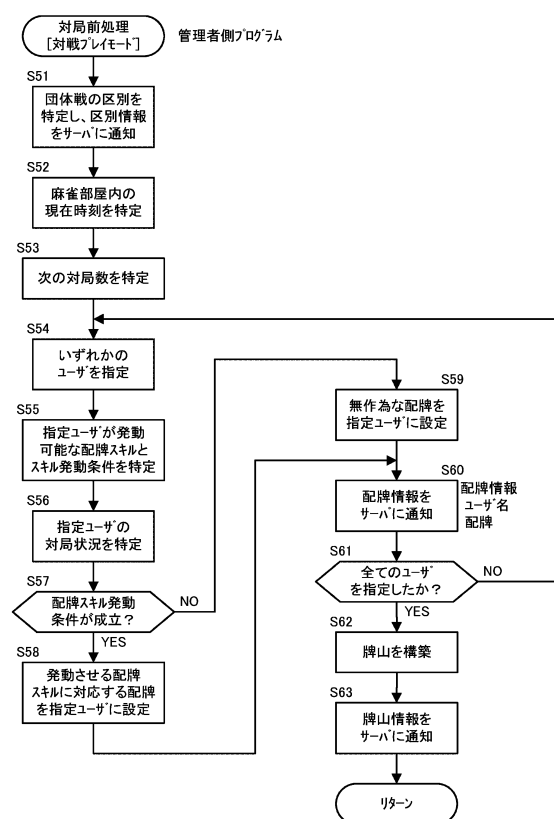 対局前処理
[対戦プレイモード]
管理者側プログラム
S51
団体戦の区別を
特定し、区別情報
をサーバに通知
S52
麻雀部屋内の
現在時刻を特定
S53
次の対局数を特定
S54
いずれかの
ユーザを指定
S55
指定ユーザが発動
可能な配牌スキルと
スキル発動条件を特定
S56
指定ユーザの
対局状況を特定
S57
配牌スキル発動
条件が成立？
NO
YES
S58
発動させる配牌
スキルに対応する配牌
を指定ユーザに設定
S59
無作為な配牌を
指定ユーザに設定
S60
配牌情報を
サーバに通知
配牌情報
ユーザ名
配牌
S61
全てのユーザ
を指定したか？
NO
YES
S62
牌山を構築
S63
牌山情報を
サーバに通知
リターン